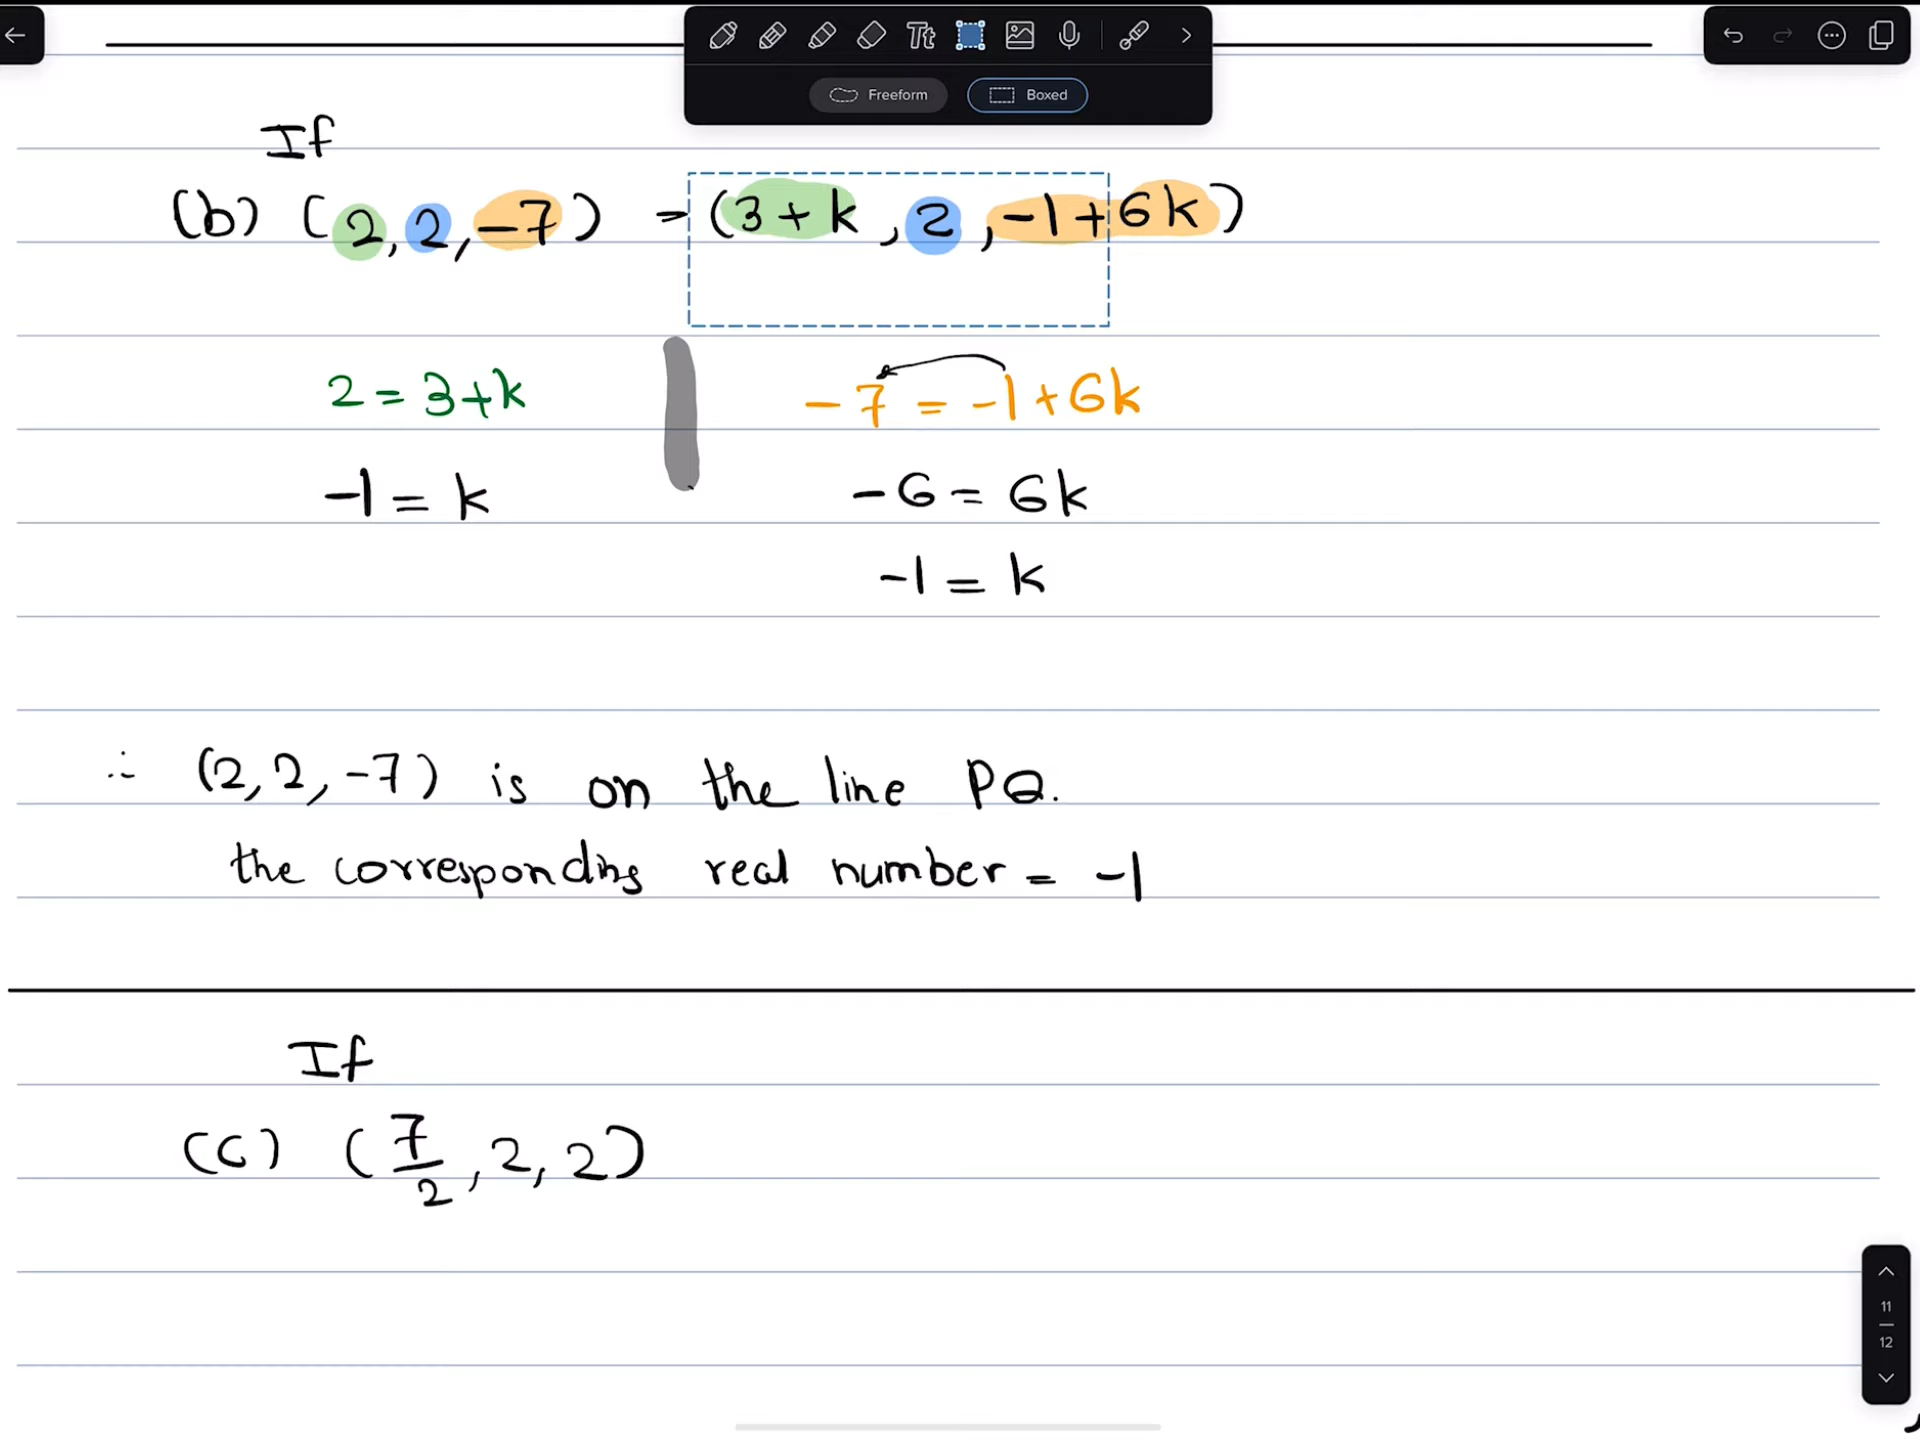 Tt
Freeform Boxed
If
(b) (2, 2, -7) = (3+k, 2, -1+6k)
2 = 3+k -7 = -1+6k
-1 = k -6 = 6k
-1 = k
∴ (2, 2, -7) is on the line PQ.
the corresponding real number = -1
If
(c) (7/2, 2, 2)
11
12